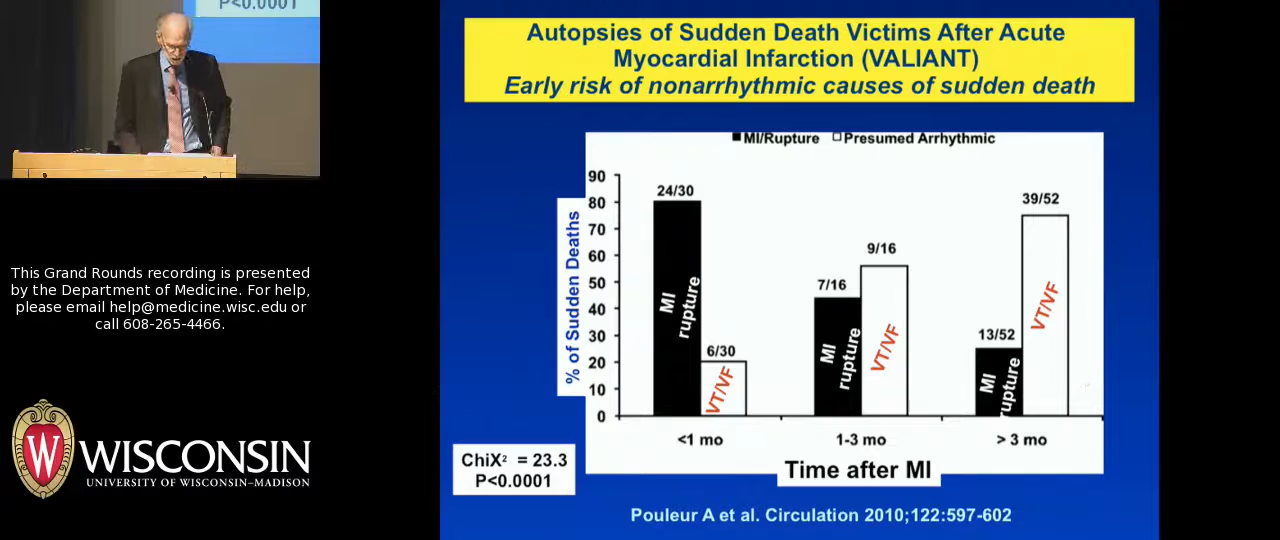 P<0.0001
Autopsies of Sudden Death Victims After Acute
Myocardial Infarction (VALIANT)
Early risk of nonarrhythmic causes of sudden death
MI/Rupture Presumed Arrhythmic
% of Sudden Deaths
90
80
70
60
50
40
30
20
10
0
24/30
6/30
7/16
9/16
13/52
39/52
MI
rupture
VT/VF
MI
rupture
VT/VF
MI
rupture
VT/VF
<1 mo
1-3 mo
> 3 mo
Time after MI
ChiX² = 23.3
P<0.0001
Pouleur A et al. Circulation 2010;122:597-602
This Grand Rounds recording is presented
by the Department of Medicine. For help,
please email help@medicine.wisc.edu or
call 608-265-4466.
W
WISCONSIN
UNIVERSITY OF WISCONSIN–MADISON